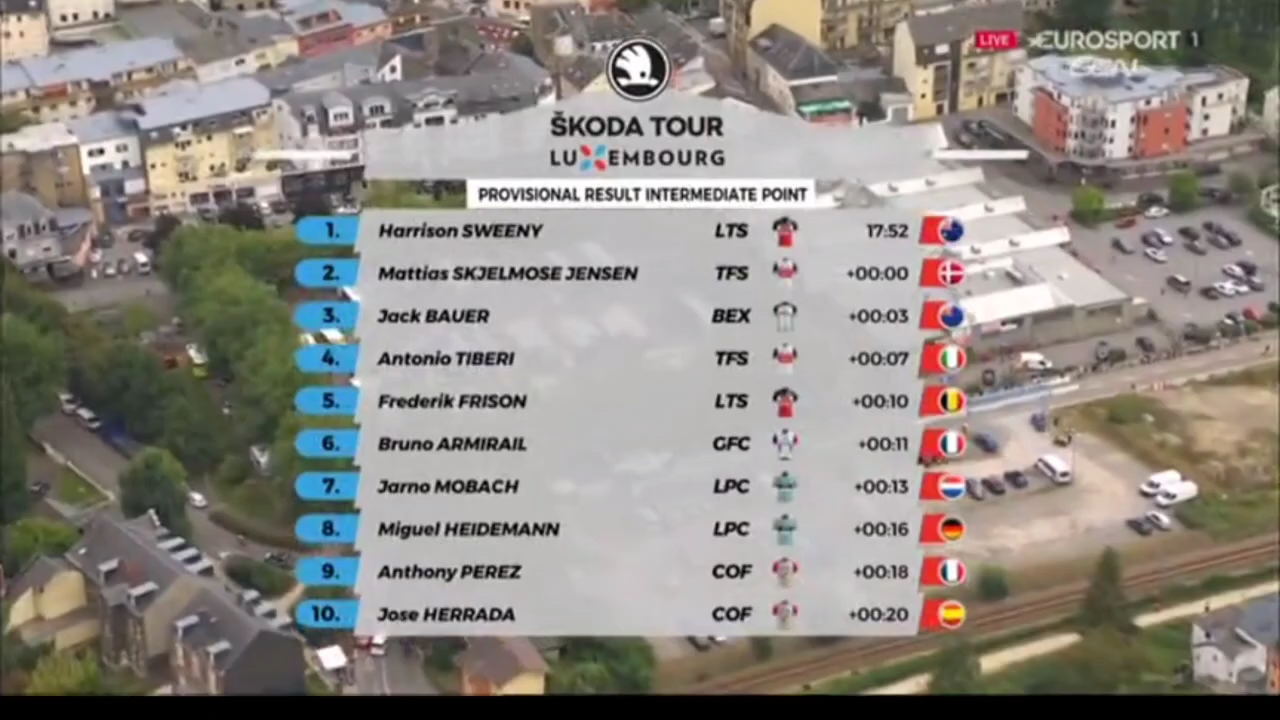 LIVE EUROSPORT 1
ŠKODA TOUR
LUXEMBOURG
PROVISIONAL RESULT INTERMEDIATE POINT
1. Harrison SWEENY LTS 17:52
2. Mattias SKJELMOSE JENSEN TFS +00:00
3. Jack BAUER BEX +00:03
4. Antonio TIBERI TFS +00:07
5. Frederik FRISON LTS +00:10
6. Bruno ARMIRAIL GFC +00:11
7. Jarno MOBACH LPC +00:13
8. Miguel HEIDEMANN LPC +00:16
9. Anthony PEREZ COF +00:18
10. Jose HERRADA COF +00:20